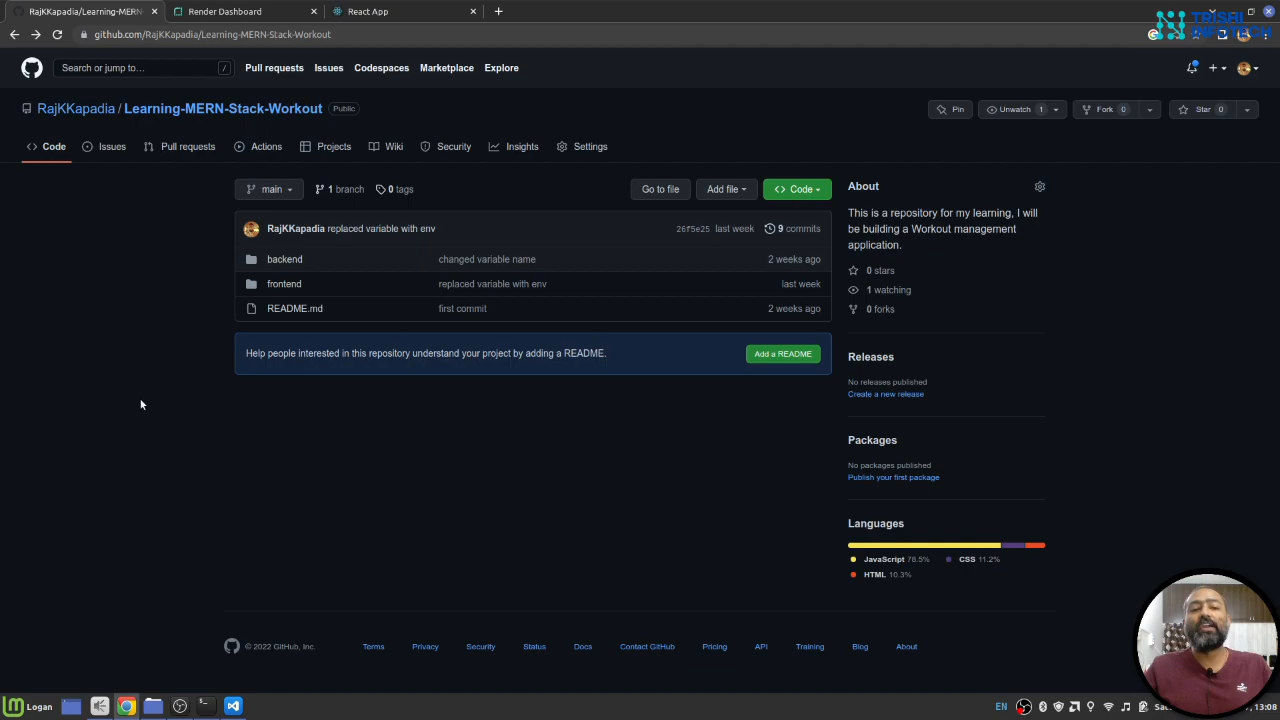 RajKKapadia/Learning-MERN-
Render Dashboard
React App
github.com/RajKKapadia/Learning-MERN-Stack-Workout
TRISHI
INFOTECH
Search or jump to…
/
Pull requests
Issues
Codespaces
Marketplace
Explore
RajKKapadia / Learning-MERN-Stack-Workout
Public
Pin
Unwatch 1
Fork 0
Star 0
Code
Issues
Pull requests
Actions
Projects
Wiki
Security
Insights
Settings
main
1 branch
0 tags
Go to file
Add file
Code
RajKKapadia replaced variable with env
26f5e25 last week
9 commits
backend
changed variable name
2 weeks ago
frontend
replaced variable with env
last week
README.md
first commit
2 weeks ago
Help people interested in this repository understand your project by adding a README.
Add a README
About
This is a repository for my learning, I will
be building a Workout management
application.
0 stars
1 watching
0 forks
Releases
No releases published
Create a new release
Packages
No packages published
Publish your first package
Languages
JavaScript 78.5%
CSS 11.2%
HTML 10.3%
© 2022 GitHub, Inc.
Terms
Privacy
Security
Status
Docs
Contact GitHub
Pricing
API
Training
Blog
About
Logan
EN
13:08